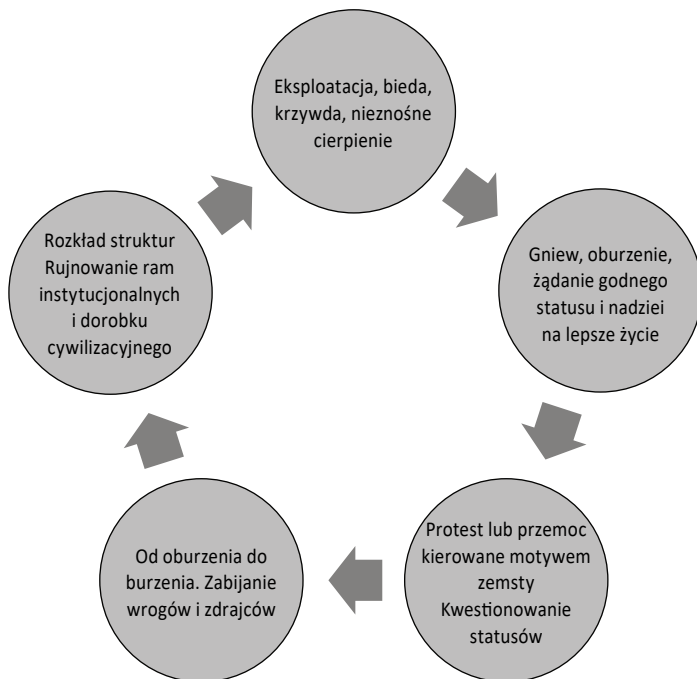 Eksploatacja, bieda,
krzywda, nieznośne
cierpienie
Gniew, oburzenie,
żądanie godnego
statusu i nadziei
na lepsze życie
Protest lub przemoc
kierowane motywem
zemsty
Kwestionowanie
statusów
Od oburzenia do
burzenia. Zabijanie
wrogów i zdrajców
Rozkład struktur
Rujnowanie ram
instytucjonalnych
i dorobku
cywilizacyjnego